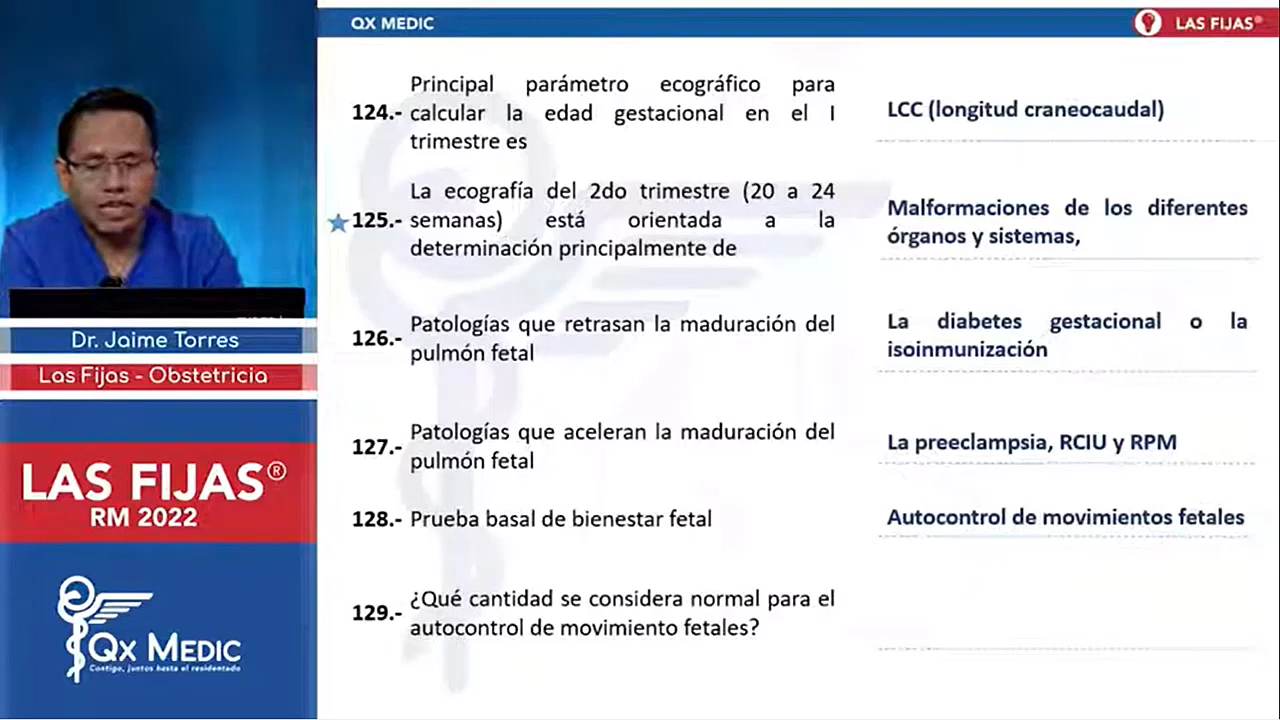 QX MEDIC
LAS FIJAS®
124.- Principal parámetro ecográfico para
calcular la edad gestacional en el I
trimestre es
LCC (longitud craneocaudal)
125.- La ecografía del 2do trimestre (20 a 24
semanas) está orientada a la
determinación principalmente de
Malformaciones de los diferentes
órganos y sistemas,
126.- Patologías que retrasan la maduración del
pulmón fetal
La diabetes gestacional o la
isoinmunización
127.- Patologías que aceleran la maduración del
pulmón fetal
La preeclampsia, RCIU y RPM
128.- Prueba basal de bienestar fetal
Autocontrol de movimientos fetales
129.- ¿Qué cantidad se considera normal para el
autocontrol de movimiento fetales?
Dr. Jaime Torres
Las Fijas - Obstetricia
LAS FIJAS®
RM 2022
QX MEDIC
Contigo, juntos hasta el residentado